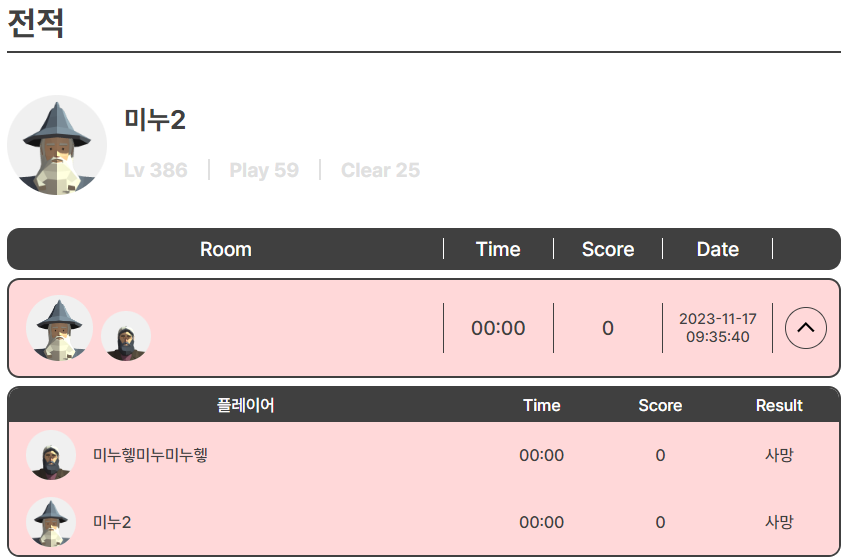 전적
미누2
Lv 386 Play 59 Clear 25
Room Time Score Date
00:00 0 2023-11-17
09:35:40
플레이어 Time Score Result
미누헿미누미누헿 00:00 0 사망
미누2 00:00 0 사망